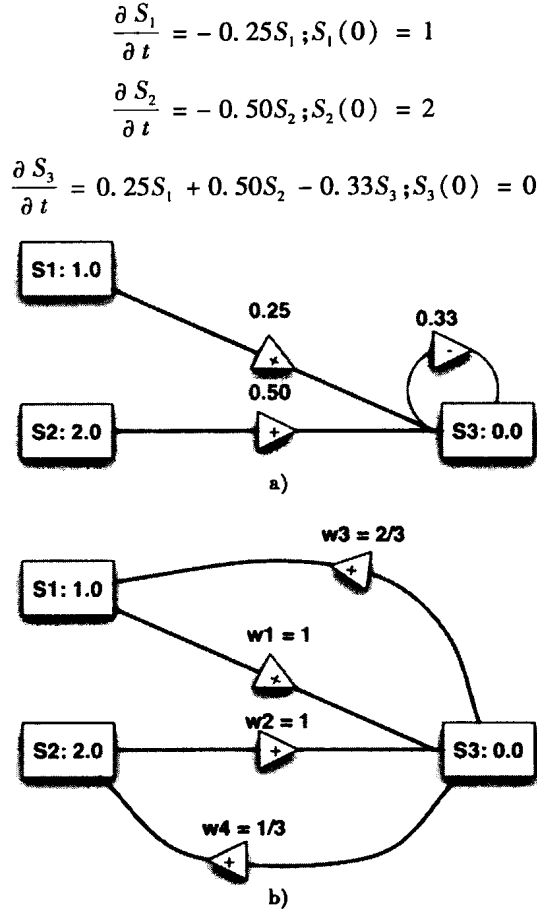 ∂S₁/∂t = - 0.25S₁;S₁(0) = 1
∂S₂/∂t = - 0.50S₂;S₂(0) = 2
∂S₃/∂t = 0.25S₁ + 0.50S₂ - 0.33S₃;S₃(0) = 0
S1: 1.0
0.25
+
0.33
-
0.50
S2: 2.0
+
S3: 0.0
a)
w3 = 2/3
+
S1: 1.0
w1 = 1
+
w2 = 1
S2: 2.0
+
S3: 0.0
w4 = 1/3
+
b)